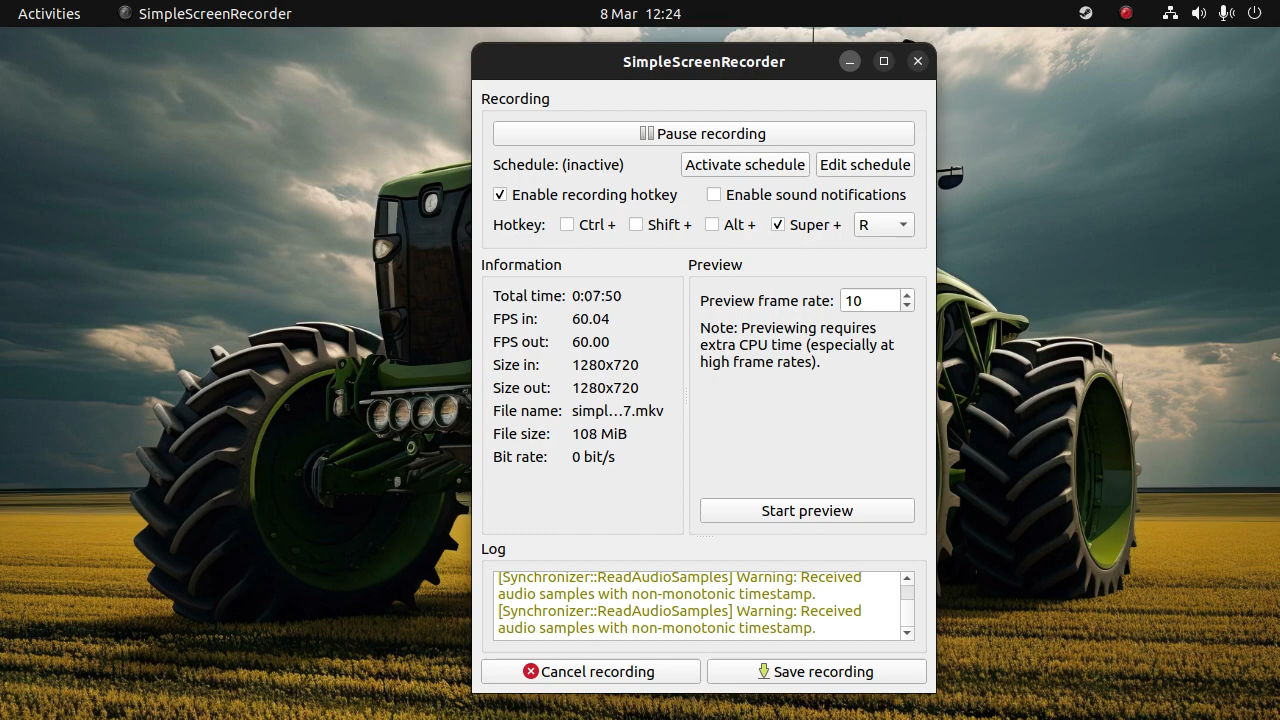 Activities
SimpleScreenRecorder
8 Mar 12:24
SimpleScreenRecorder
Recording
Pause recording
Schedule: (inactive)
Activate schedule
Edit schedule
Enable recording hotkey
Enable sound notifications
Hotkey: Ctrl + Shift + Alt + Super + R
Information
Total time: 0:07:50
FPS in: 60.04
FPS out: 60.00
Size in: 1280x720
Size out: 1280x720
File name: simpl...7.mkv
File size: 108 MiB
Bit rate: 0 bit/s
Preview
Preview frame rate: 10
Note: Previewing requires
extra CPU time (especially at
high frame rates).
Start preview
Log
[Synchronizer::ReadAudioSamples] Warning: Received
audio samples with non-monotonic timestamp.
[Synchronizer::ReadAudioSamples] Warning: Received
audio samples with non-monotonic timestamp.
Cancel recording
Save recording